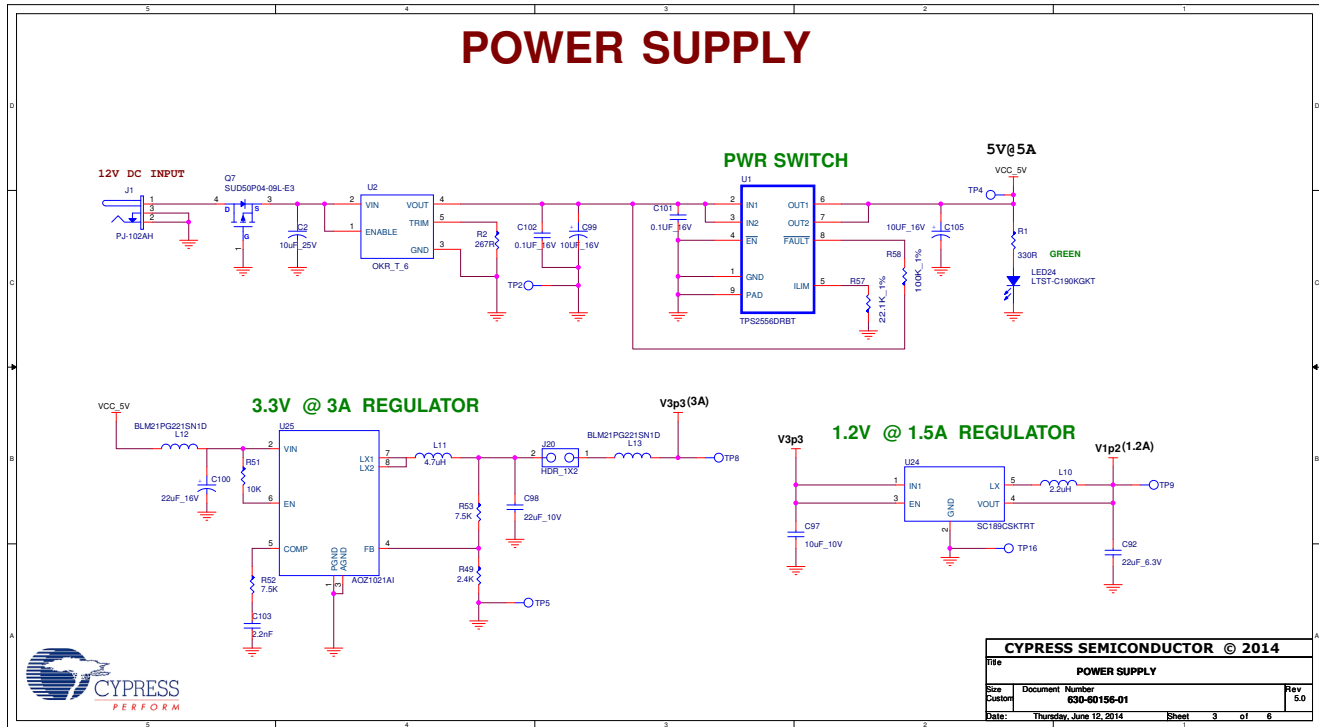 5 4 3 2 1
POWER SUPPLY
D D
C C
B B
A A
12V DC INPUT
J1
1
3
2
PJ-102AH
Q7
SUD50P04-09L-E3
4
D
S
3
G
1
C2
10uF_25V
U2
2
VIN
1
ENABLE
VOUT
4
TRIM
5
GND
3
OKR_T_6
R2
267R
C102
0.1UF_16V
+
C99
10UF_16V
TP2
PWR SWITCH
C101
0.1UF_16V
U1
2
IN1
3
IN2
4
EN
1
GND
9
PAD
OUT1
6
OUT2
7
FAULT
8
ILIM
5
TPS2556DRBT
R57
22.1K_1%
R58
100K_1%
10UF_16V
+
C105
5V@5A
VCC_5V
TP4
R1
330R
GREEN
LED24
LTST-C190KGKT
3.3V @ 3A REGULATOR
VCC_5V
BLM21PG221SN1D
L12
+
C100
22uF_16V
R51
10K
U25
2
VIN
6
EN
5
COMP
LX1
7
LX2
8
FB
4
PGND
AGND
1
3
AOZ1021AI
R52
7.5K
C103
2.2nF
L11
4.7uH
R53
7.5K
R49
2.4K
TP5
C98
22uF_10V
J20
2
1
HDR_1X2
BLM21PG221SN1D
L13
V3p3(3A)
TP8
1.2V @ 1.5A REGULATOR
V3p3
C97
10uF_10V
U24
1
IN1
3
EN
GND
2
LX
5
VOUT
4
SC189CSKTRT
TP16
L10
2.2uH
V1p2(1.2A)
TP9
C92
22uF_6.3V
CYPRESS
PERFORM
CYPRESS SEMICONDUCTOR © 2014
Title
POWER SUPPLY
Size
Custom
Document Number
630-60156-01
Rev
5.0
Date: Thursday, June 12, 2014 Sheet 3 of 6
5 4 3 2 1